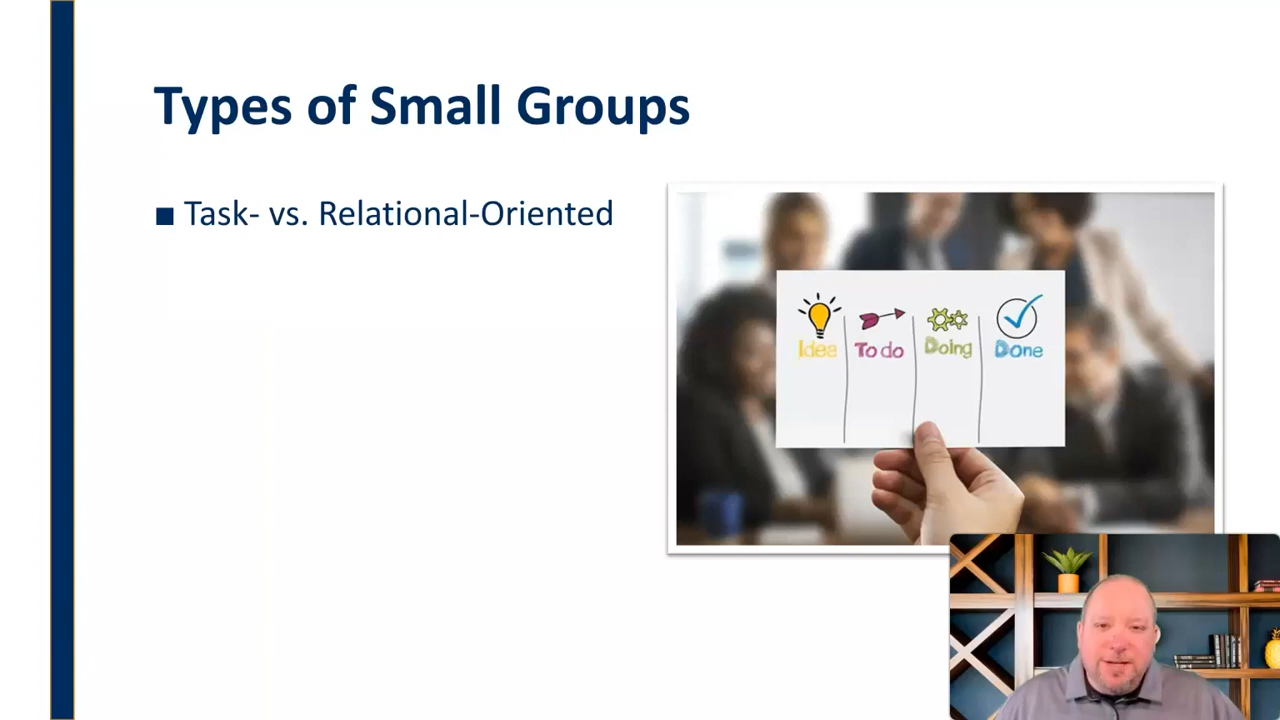 Types of Small Groups
■ Task- vs. Relational-Oriented
Idea To do Doing Done